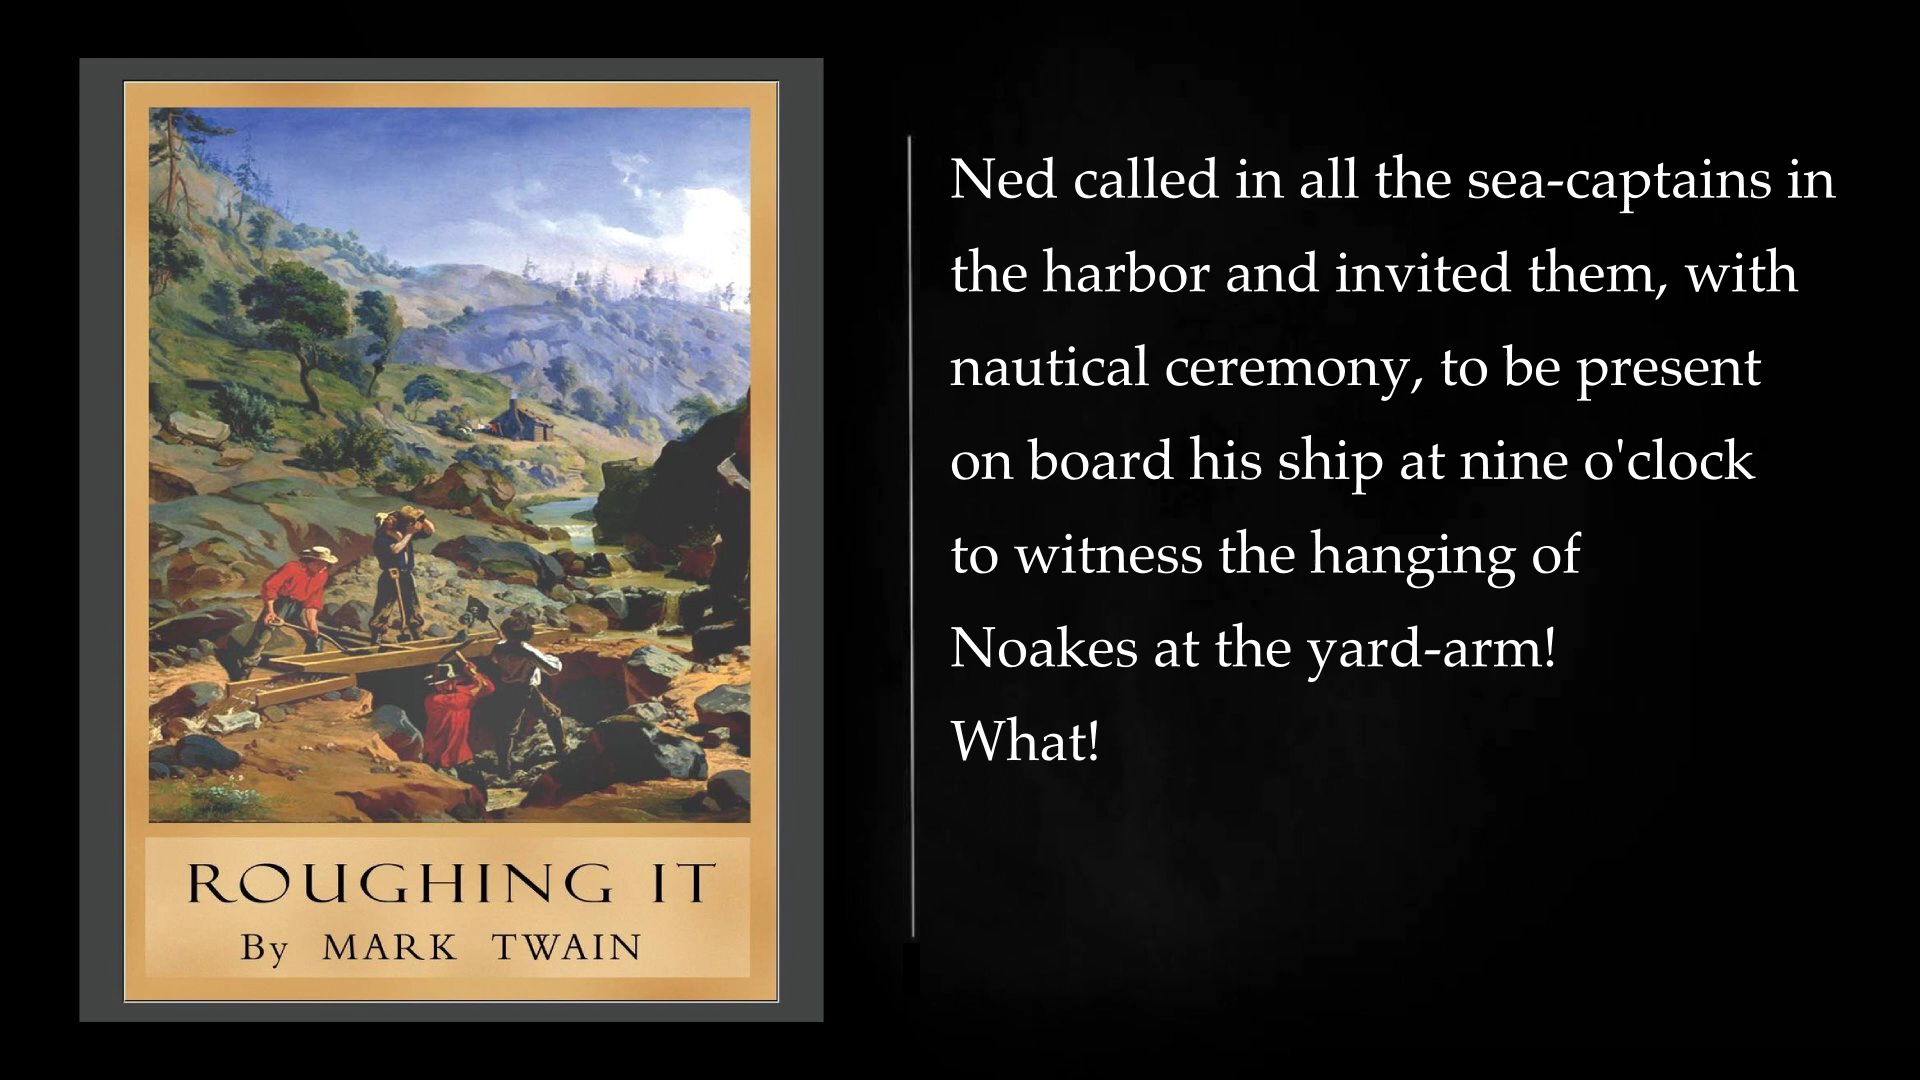 ROUGHING IT
By MARK TWAIN
Ned called in all the sea-captains in
the harbor and invited them, with
nautical ceremony, to be present
on board his ship at nine o'clock
to witness the hanging of
Noakes at the yard-arm!
What!